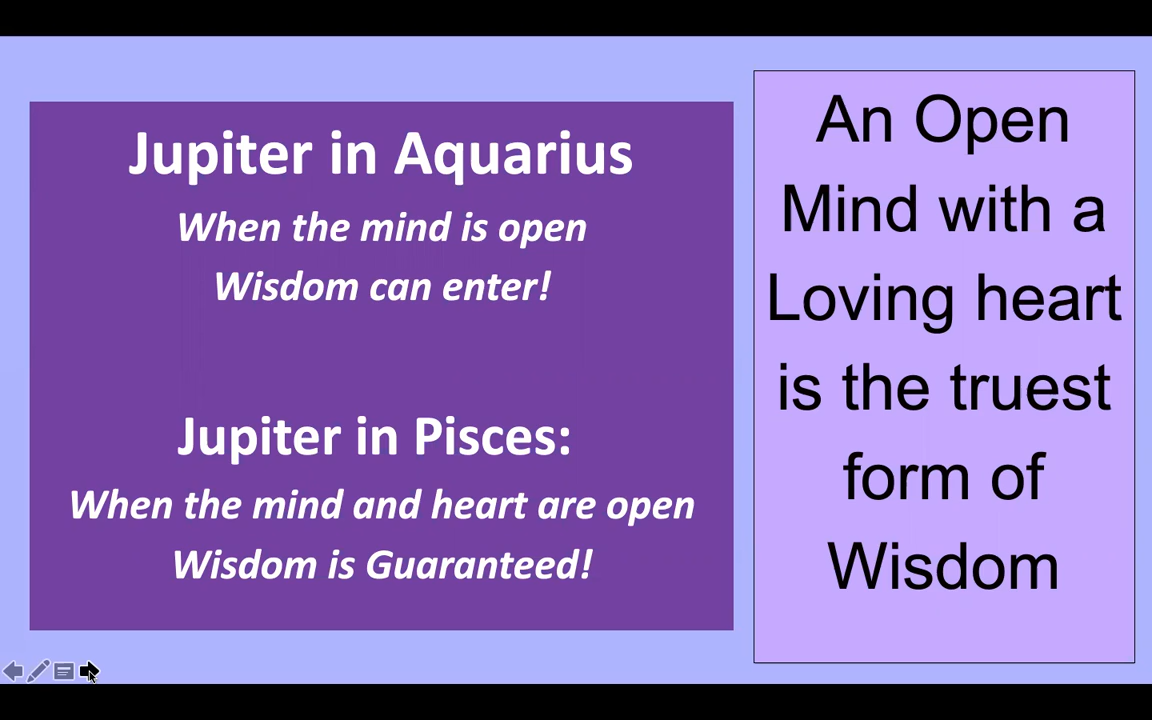 Jupiter in Aquarius
When the mind is open
Wisdom can enter!
Jupiter in Pisces:
When the mind and heart are open
Wisdom is Guaranteed!
An Open
Mind with a
Loving heart
is the truest
form of
Wisdom